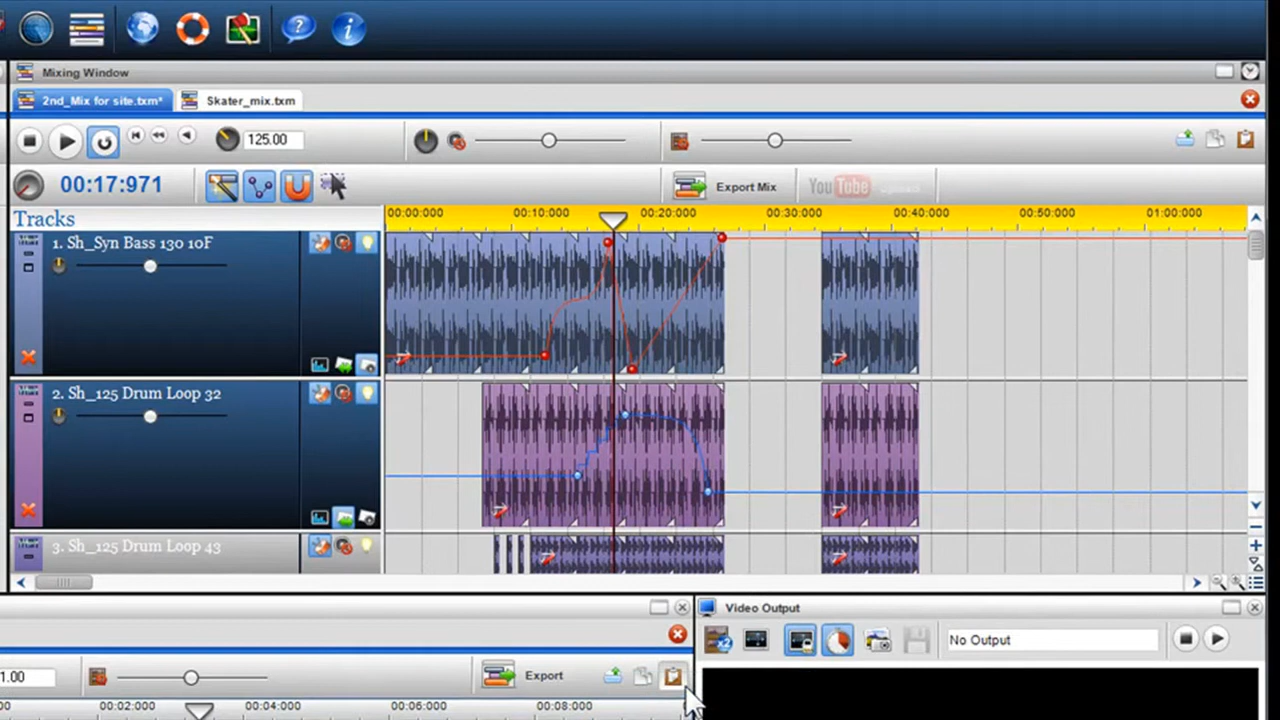 Mixing Window
2nd_Mix for site.txm* Skater_mix.txm
125.00
00:17:971 Export Mix YouTube
Tracks 00:00:000 00:10:000 00:20:000 00:30:000 00:40:000 00:50:000 01:00:000
1. Sh_Syn Bass 130 10F
2. Sh_125 Drum Loop 32
3. Sh_125 Drum Loop 43
Video Output
No Output
1.00 Export
00:02:000 00:04:000 00:06:000 00:08:000